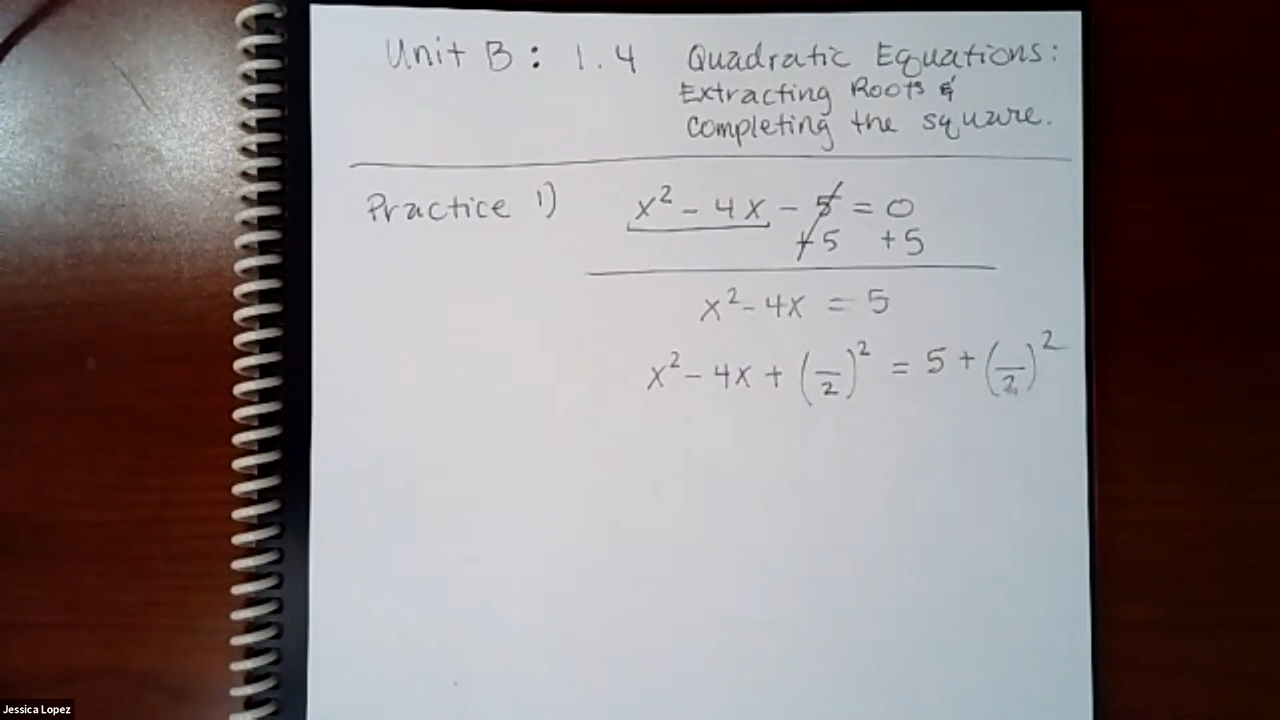 Unit B: 1.4 Quadratic Equations:
Extracting Roots &
Completing the square.
Practice 1) x² - 4x - 5 = 0
+5 +5
x² - 4x = 5
x² - 4x + (—/2)² = 5 + (—/2)²
Jessica Lopez